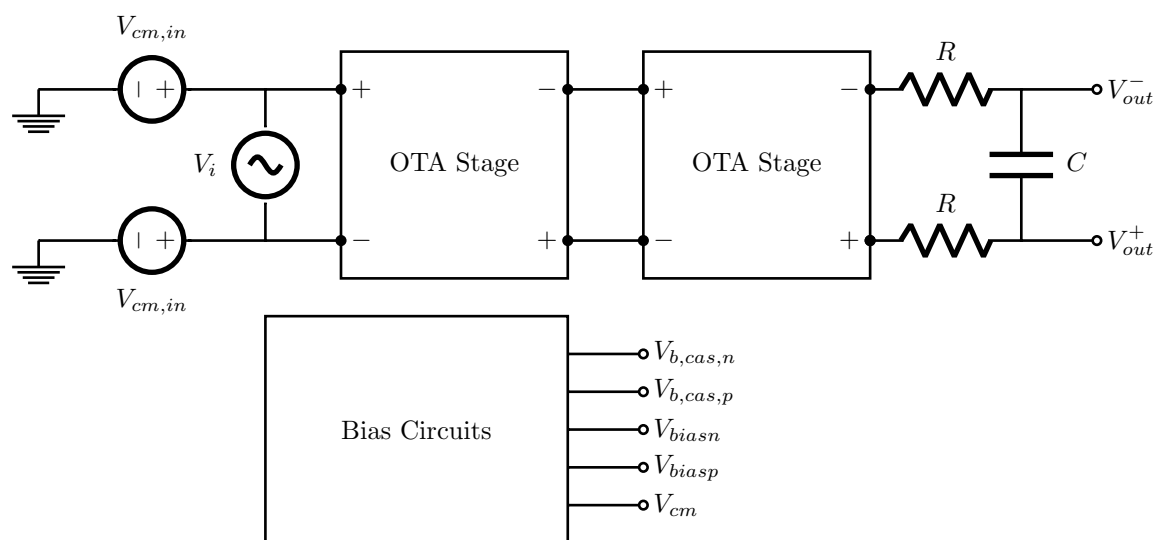 V_{cm,in}
R
+ − + −
− +
V_{out}^{-}
V_i
OTA Stage
OTA Stage
C
R
− + − +
− +
V_{out}^{+}
V_{cm,in}
V_{b,cas,n}
V_{b,cas,p}
Bias Circuits
V_{biasn}
V_{biasp}
V_{cm}